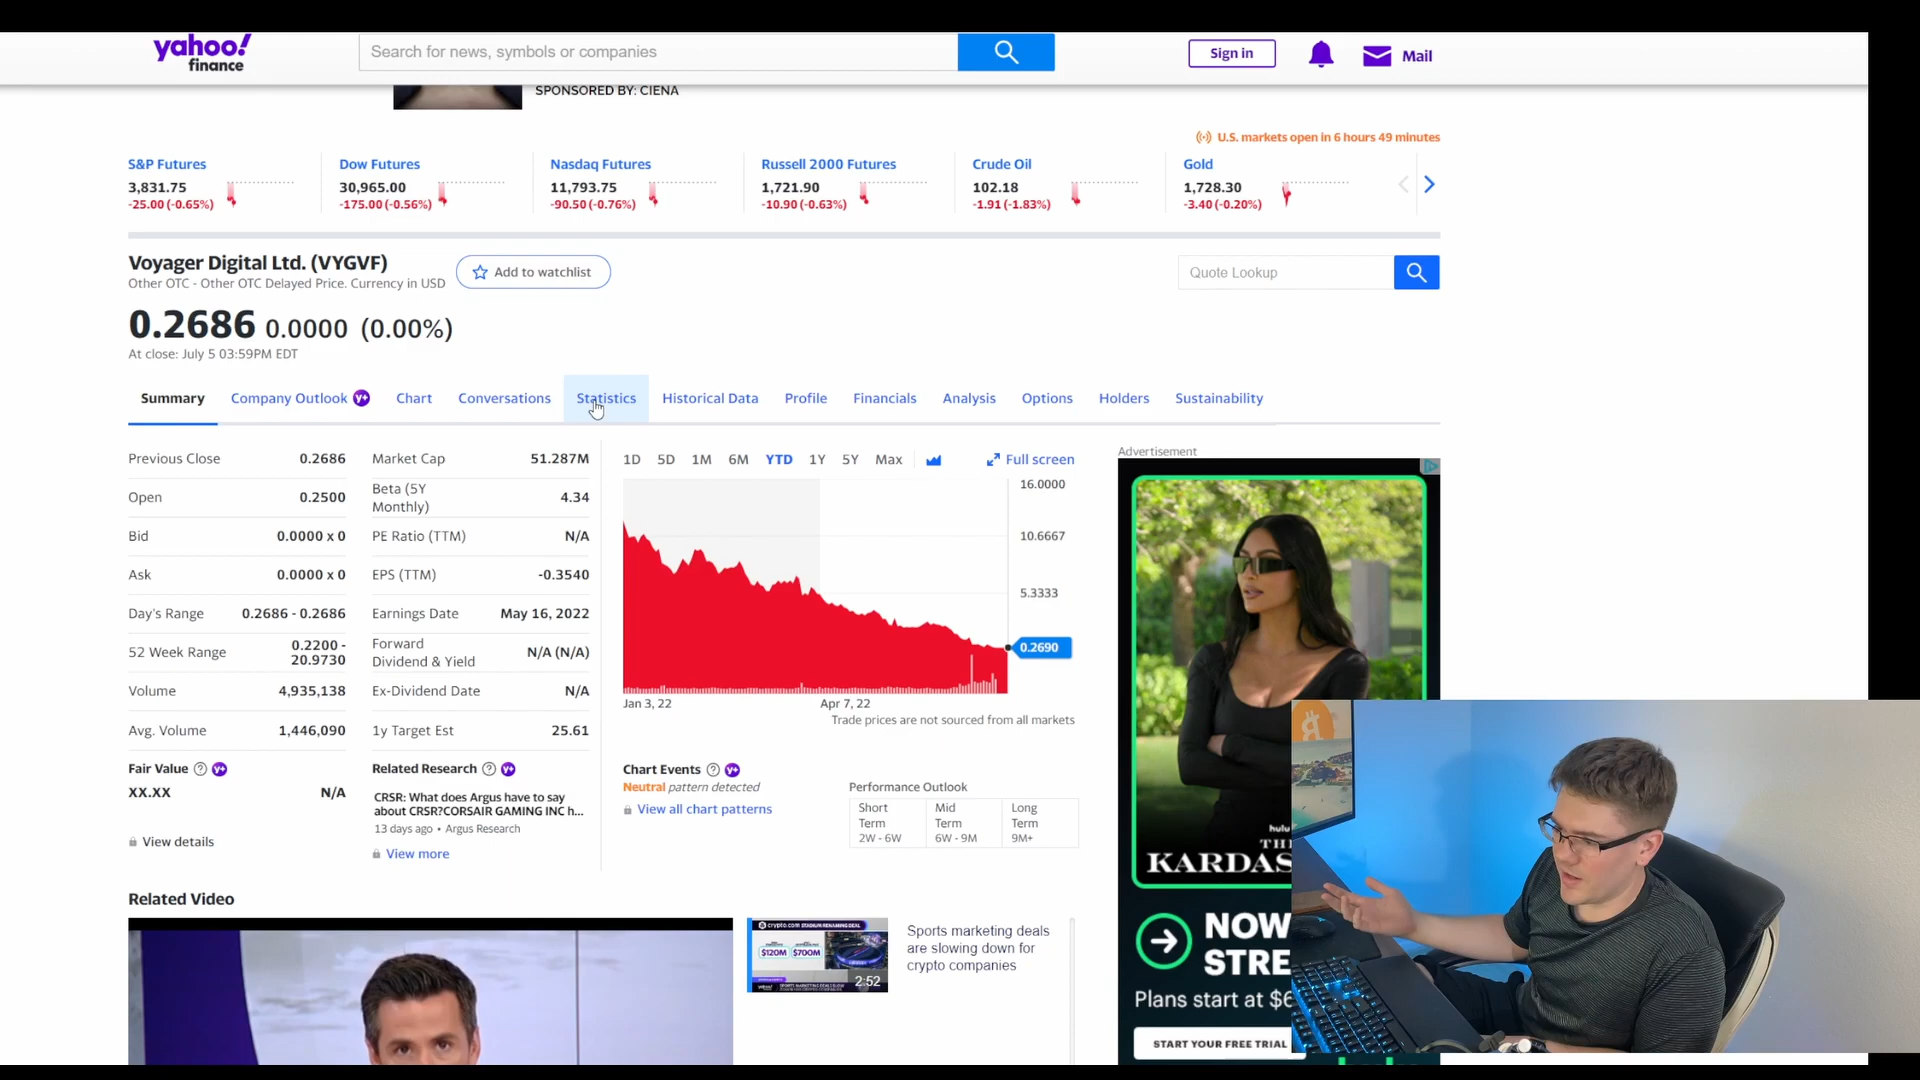 yahoo!
finance
Search for news, symbols or companies
Sign in
Mail
SPONSORED BY: CIENA
U.S. markets open in 6 hours 49 minutes
S&P Futures
3,831.75
-25.00 (-0.65%)
Dow Futures
30,965.00
-175.00 (-0.56%)
Nasdaq Futures
11,793.75
-90.50 (-0.76%)
Russell 2000 Futures
1,721.90
-10.90 (-0.63%)
Crude Oil
102.18
-1.91 (-1.83%)
Gold
1,728.30
-3.40 (-0.20%)
Voyager Digital Ltd. (VYGVF)
Other OTC - Other OTC Delayed Price. Currency in USD
Add to watchlist
Quote Lookup
0.2686 0.0000 (0.00%)
At close: July 5 03:59PM EDT
Summary Company Outlook Y+ Chart Conversations Statistics Historical Data Profile Financials Analysis Options Holders Sustainability
Previous Close 0.2686
Open 0.2500
Bid 0.0000 x 0
Ask 0.0000 x 0
Day's Range 0.2686 - 0.2686
52 Week Range 0.2200 -
20.9730
Volume 4,935,138
Avg. Volume 1,446,090
Market Cap 51.287M
Beta (5Y
Monthly) 4.34
PE Ratio (TTM) N/A
EPS (TTM) -0.3540
Earnings Date May 16, 2022
Forward
Dividend & Yield N/A (N/A)
Ex-Dividend Date N/A
1y Target Est 25.61
1D 5D 1M 6M YTD 1Y 5Y Max
Full screen
16.0000
10.6667
5.3333
0.2690
Jan 3, 22 Apr 7, 22
Trade prices are not sourced from all markets
Fair Value ? Y+
XX.XX N/A
View details
Related Research ? Y+
CRSR: What does Argus have to say
about CRSR?CORSAIR GAMING INC h...
13 days ago • Argus Research
View more
Chart Events ? Y+
Neutral pattern detected
View all chart patterns
Performance Outlook
Short
Term
2W - 6W
Mid
Term
6W - 9M
Long
Term
9M+
Related Video
crypto.com STADIUM RENAMING DEAL
$120M $700M
2:52
Sports marketing deals
are slowing down for
crypto companies
Advertisement
hulu
THE
KARDAS
NOW
STRE
Plans start at $6
START YOUR FREE TRIAL